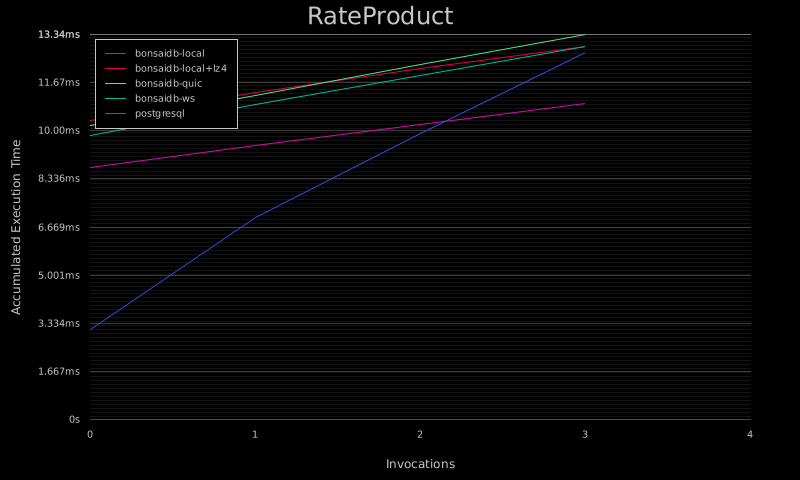 RateProduct
13.34ms
11.67ms
10.00ms
8.336ms
6.669ms
5.001ms
3.334ms
1.667ms
0s
bonsaidb-local
bonsaidb-local+lz4
bonsaidb-quic
bonsaidb-ws
postgresql
Accumulated Execution Time
0 1 2 3 4
Invocations